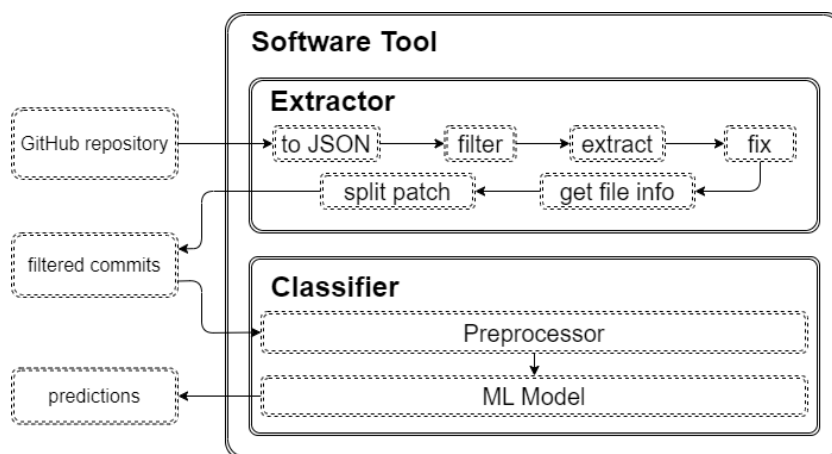 Software Tool
Extractor
GitHub repository
to JSON
filter
extract
fix
split patch
get file info
filtered commits
Classifier
Preprocessor
predictions
ML Model